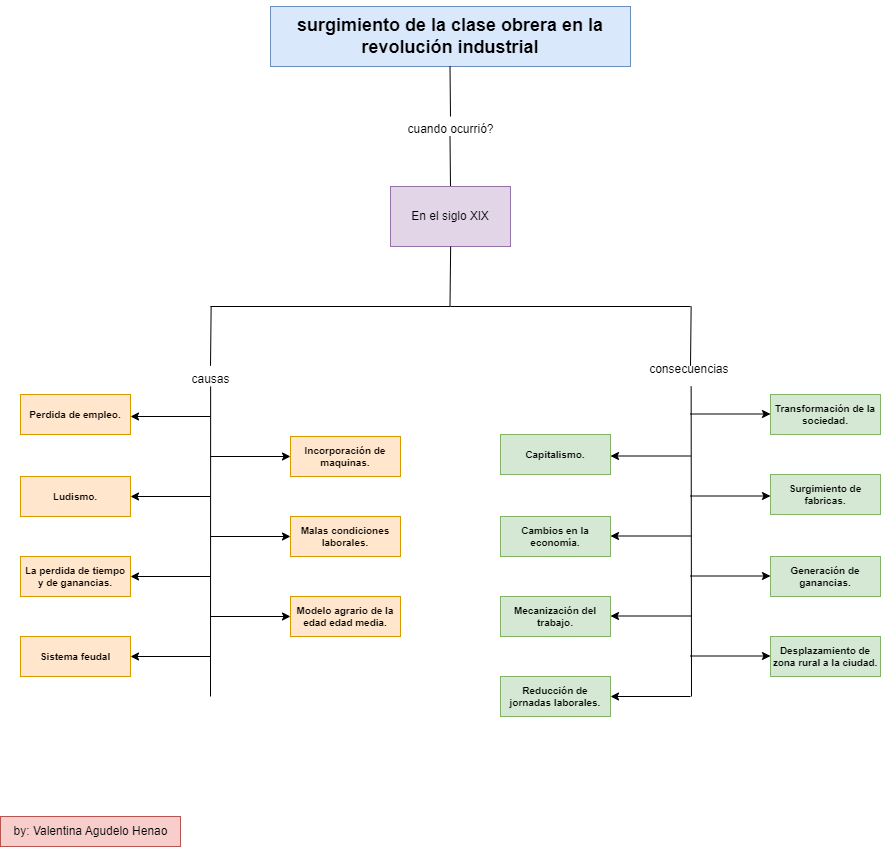 surgimiento de la clase obrera en la
revolución industrial
cuando ocurrió?
En el siglo XIX
causas
Perdida de empleo.
Incorporación de
maquinas.
Ludismo.
Malas condiciones
laborales.
La perdida de tiempo
y de ganancias.
Modelo agrario de la
edad edad media.
Sistema feudal
consecuencias
Transformación de la
sociedad.
Capitalismo.
Surgimiento de
fabricas.
Cambios en la
economía.
Generación de
ganancias.
Mecanización del
trabajo.
Desplazamiento de
zona rural a la ciudad.
Reducción de
jornadas laborales.
by: Valentina Agudelo Henao